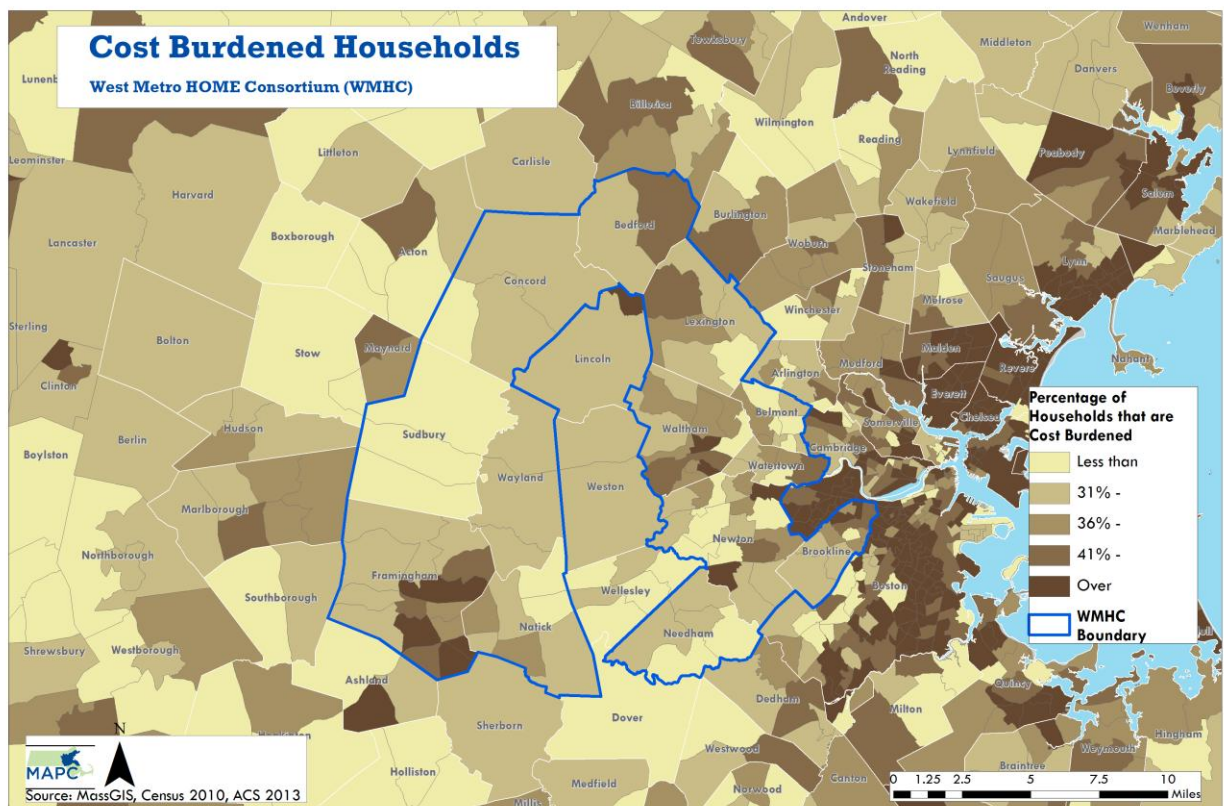 Cost Burdened Households
West Metro HOME Consortium (WMHC)
Andover
Middleton
Wenham
Tewksbury
North
Reading
Danvers
Beverly
Billerica
Wilmington
Reading
Lynnfield
Peabody
Salem
Leominster
Littleton
Carlisle
Harvard
Wakefield
Marblehead
Bedford
Burlington
Boxborough
Acton
Woburn
Lancaster
Stoneham
Lynn
Concord
Saugus
Melrose
Winchester
Lexington
Sterling
Bolton
Stow
Maynard
Lincoln
Medford
Malden
Revere
Nahant
Arlington
Clinton
Everett
Belmont
Chelsea
Somerville
Hudson
Sudbury
Waltham
Berlin
Cambridge
Boylston
Watertown
Wayland
Weston
Marlborough
Newton
Brookline
Northborough
Framingham
Boston
Wellesley
Southborough
Natick
Needham
Shrewsbury
Westborough
Ashland
Quincy
Dedham
Milton
Sherborn
Dover
Hingham
Westwood
Weymouth
Holliston
Canton
Braintree
Medfield
Norwood
Millis
Percentage of
Households that are
Cost Burdened
Less than
31% -
36% -
41% -
Over
WMHC
Boundary
N
MAPC
Source: MassGIS, Census 2010, ACS 2013
0 1.25 2.5 5 7.5 10
Miles